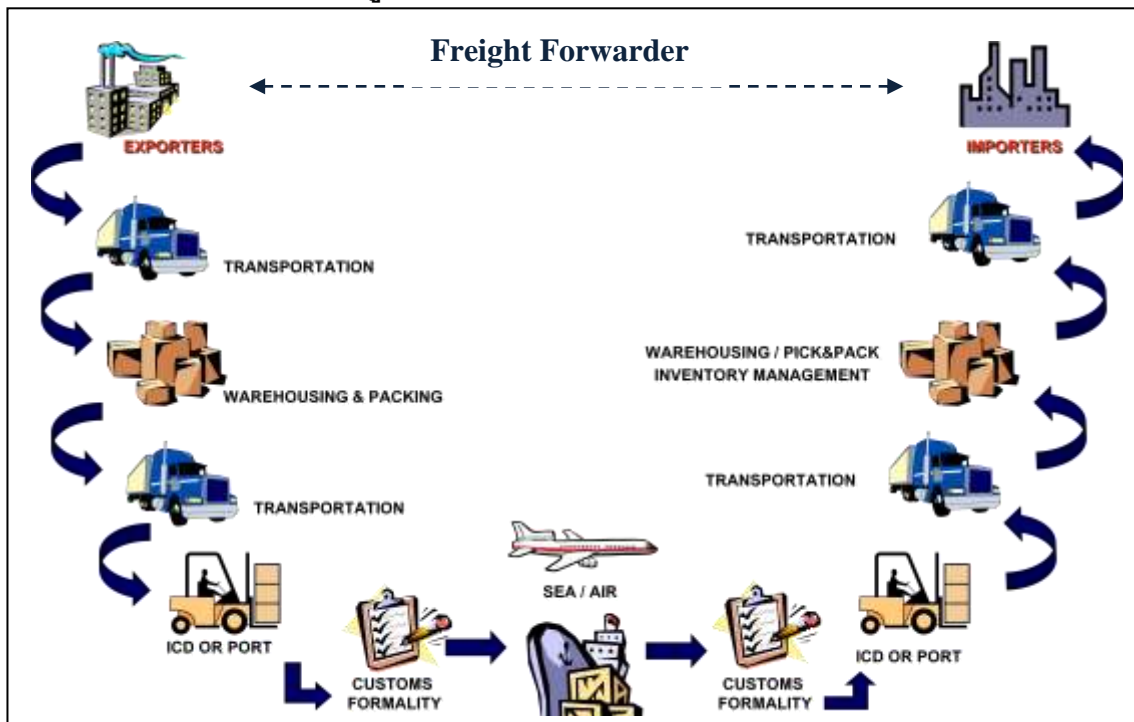 Freight Forwarder
EXPORTERS
IMPORTERS
TRANSPORTATION
TRANSPORTATION
WAREHOUSING & PACKING
WAREHOUSING / PICK&PACK
INVENTORY MANAGEMENT
TRANSPORTATION
TRANSPORTATION
SEA / AIR
ICD OR PORT
ICD OR PORT
CUSTOMS
FORMALITY
CUSTOMS
FORMALITY